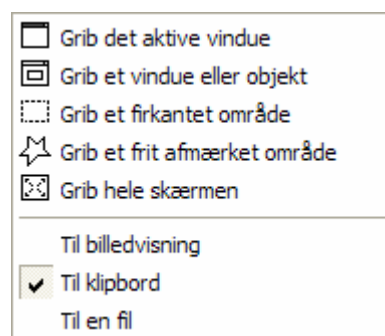 Grib det aktive vindue
Grib et vindue eller objekt
Grib et firkantet område
Grib et frit afmærket område
Grib hele skærmen
Til billedvisning
Til klipbord
Til en fil